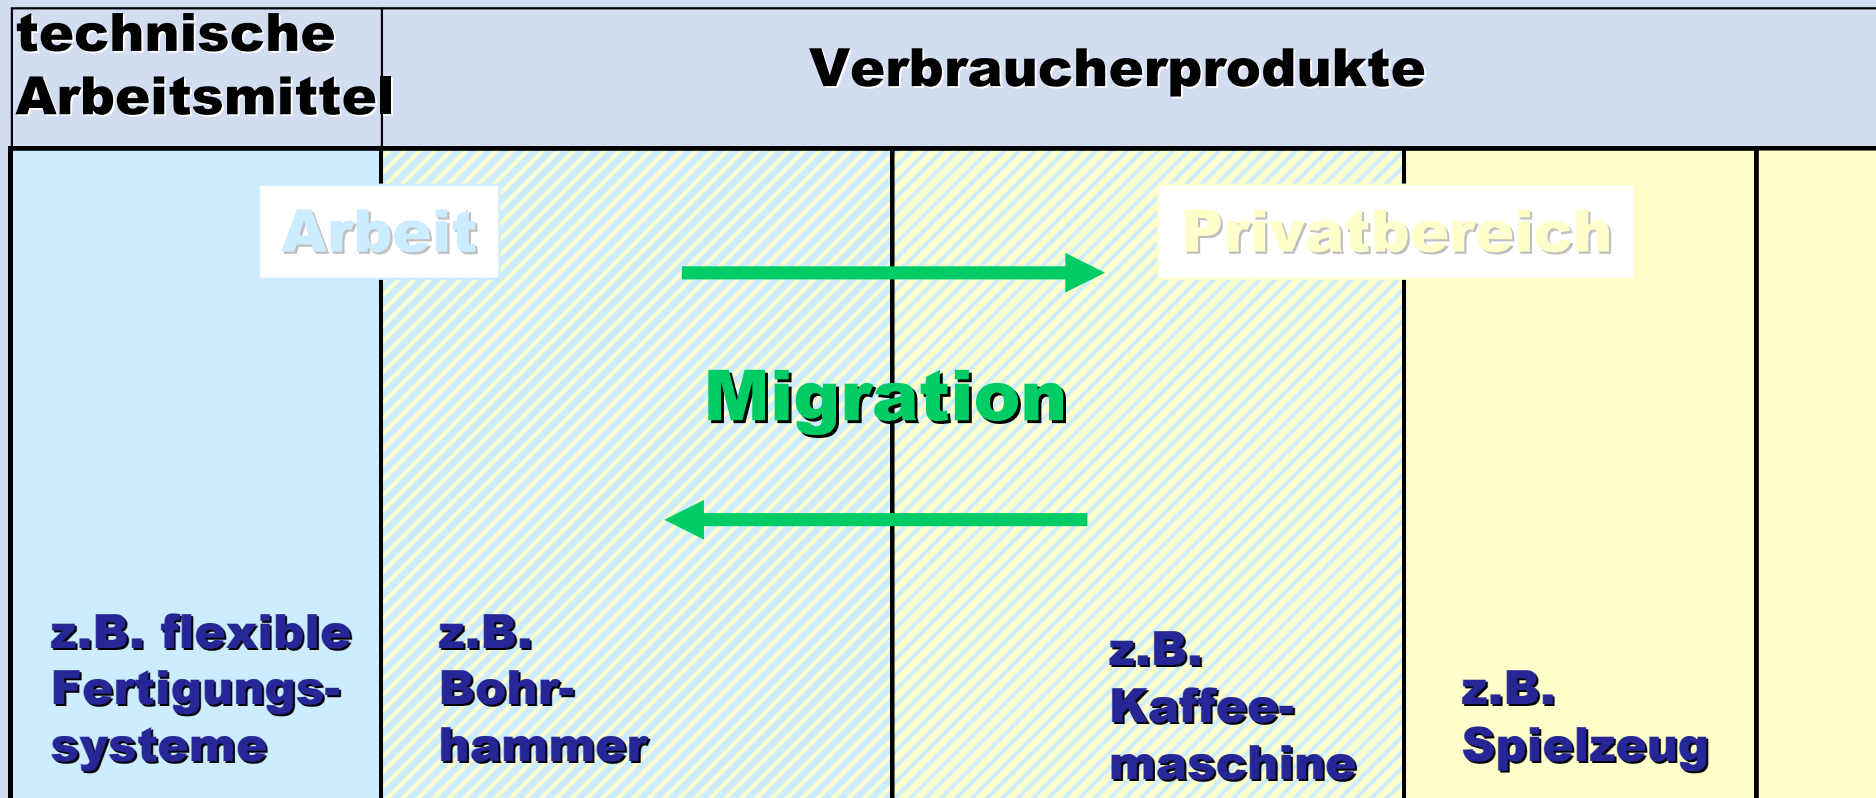 technische
Arbeitsmittel
Verbraucherprodukte
Arbeit
Privatbereich
Migration
z.B. flexible
Fertigungs-
systeme
z.B.
Bohr-
hammer
z.B.
Kaffee-
maschine
z.B.
Spielzeug